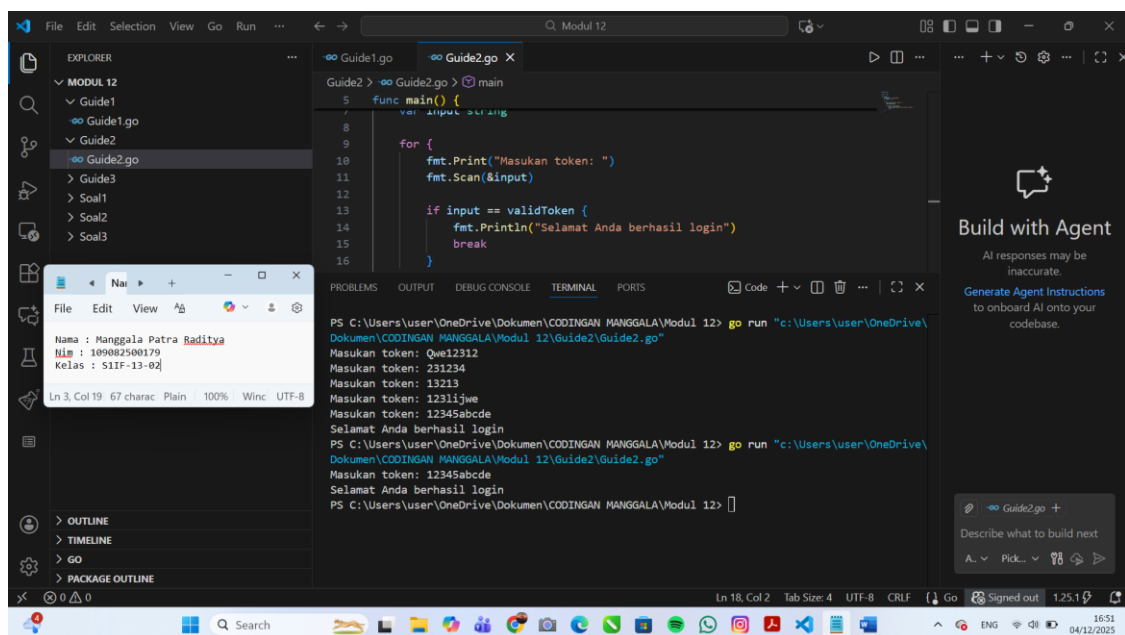 File Edit Selection View Go Run ... Modul 12
EXPLORER
MODUL 12
Guide1
Guide1.go
Guide2
Guide2.go
Guide3
Soal1
Soal2
Soal3
OUTLINE
TIMELINE
GO
PACKAGE OUTLINE
Guide1.go Guide2.go
Guide2 > Guide2.go > main
5 func main() {
7 var input string
8
9 for {
10 fmt.Print("Masukan token: ")
11 fmt.Scan(&input)
12
13 if input == validToken {
14 fmt.Println("Selamat Anda berhasil login")
15 break
16 }
PROBLEMS OUTPUT DEBUG CONSOLE TERMINAL PORTS Code
PS C:\Users\user\OneDrive\Dokumen\CODINGAN MANGGALA\Modul 12> go run "c:\Users\user\OneDrive\
Dokumen\CODINGAN MANGGALA\Modul 12\Guide2\Guide2.go"
Masukan token: Qwe12312
Masukan token: 231234
Masukan token: 13213
Masukan token: 1231ijwe
Masukan token: 12345abcde
Selamat Anda berhasil login
PS C:\Users\user\OneDrive\Dokumen\CODINGAN MANGGALA\Modul 12> go run "c:\Users\user\OneDrive\
Dokumen\CODINGAN MANGGALA\Modul 12\Guide2\Guide2.go"
Masukan token: 12345abcde
Selamat Anda berhasil login
PS C:\Users\user\OneDrive\Dokumen\CODINGAN MANGGALA\Modul 12>
Nar
File Edit View
Nama : Manggala Patra Raditya
Nim : 109082500179
Kelas : S1IF-13-02
Ln 3, Col 19 67 charac Plain 100% Winc UTF-8
Build with Agent
AI responses may be
inaccurate.
Generate Agent Instructions
to onboard AI onto your
codebase.
Guide2.go
Describe what to build next
A.. Pick...
0 0 Ln 18, Col 2 Tab Size: 4 UTF-8 CRLF Go Signed out 1.25.1
Search ENG 16:51
04/12/2025